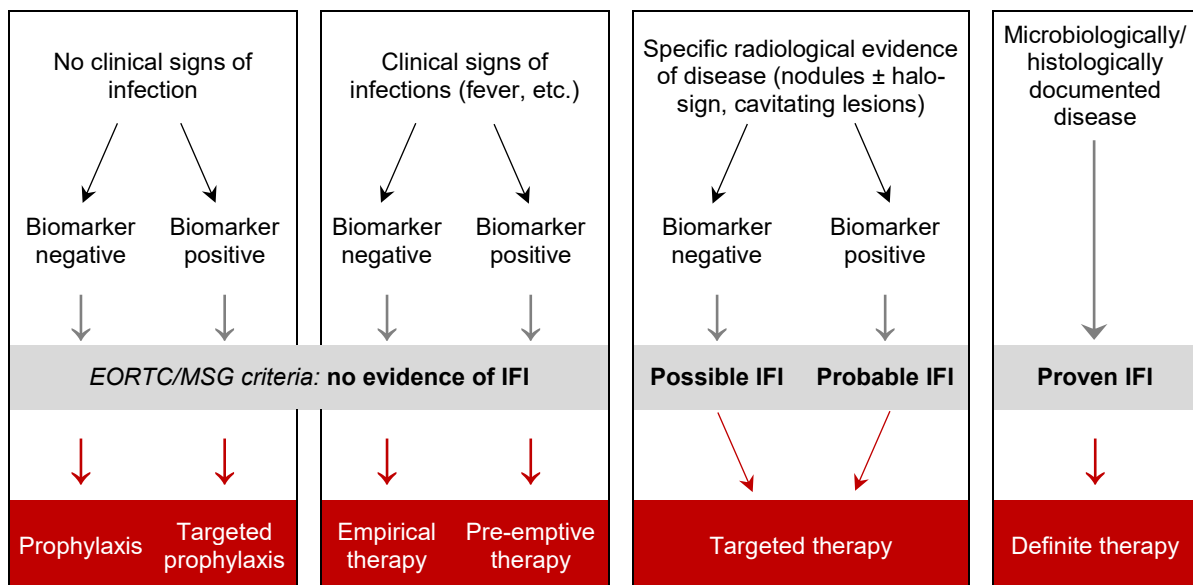 No clinical signs of
infection
Biomarker
negative
Biomarker
positive
Clinical signs of
infections (fever, etc.)
Biomarker
negative
Biomarker
positive
Specific radiological evidence
of disease (nodules ± halo-
sign, cavitating lesions)
Biomarker
negative
Biomarker
positive
Microbiologically/
histologically
documented
disease
EORTC/MSG criteria: no evidence of IFI
Possible IFI
Probable IFI
Proven IFI
Prophylaxis
Targeted
prophylaxis
Empirical
therapy
Pre-emptive
therapy
Targeted therapy
Definite therapy